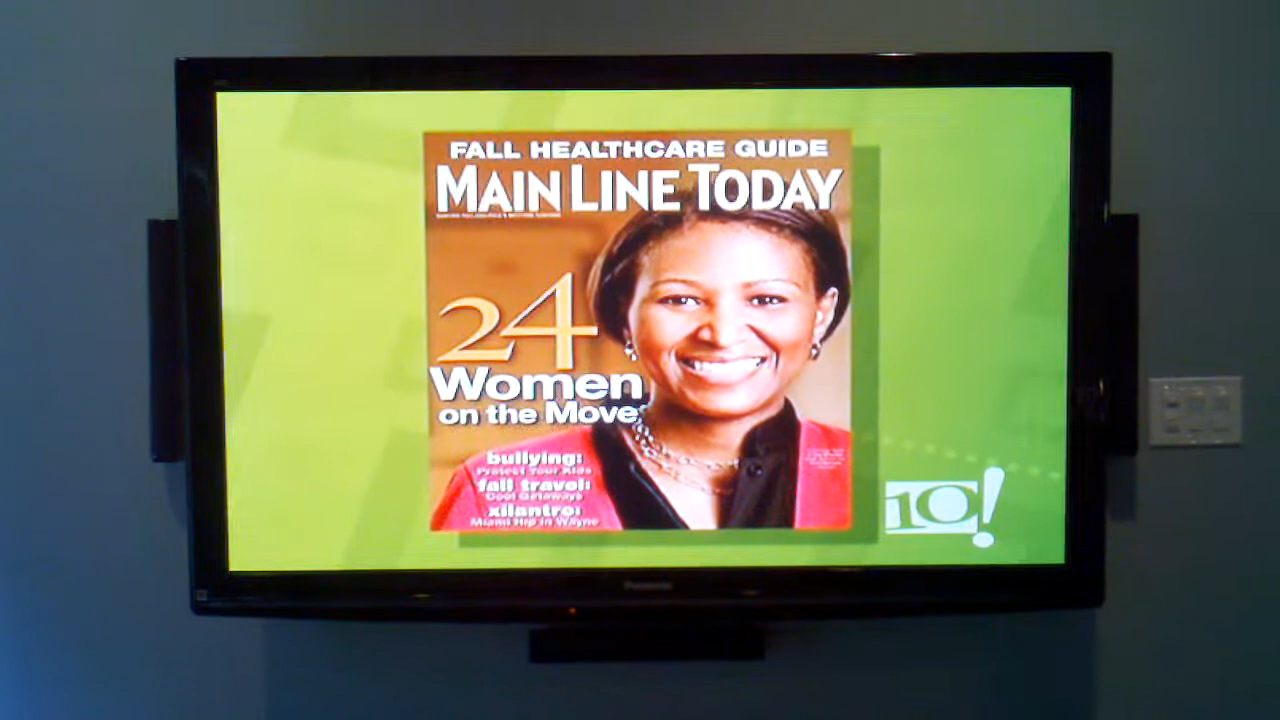 FALL HEALTHCARE GUIDE
MAIN LINE TODAY
24
Women
on the Move
bullying:
Protect Your Kids
fall travel:
Cool Getaways
xilantro:
Miami Hip in Wayne
10!
Panasonic